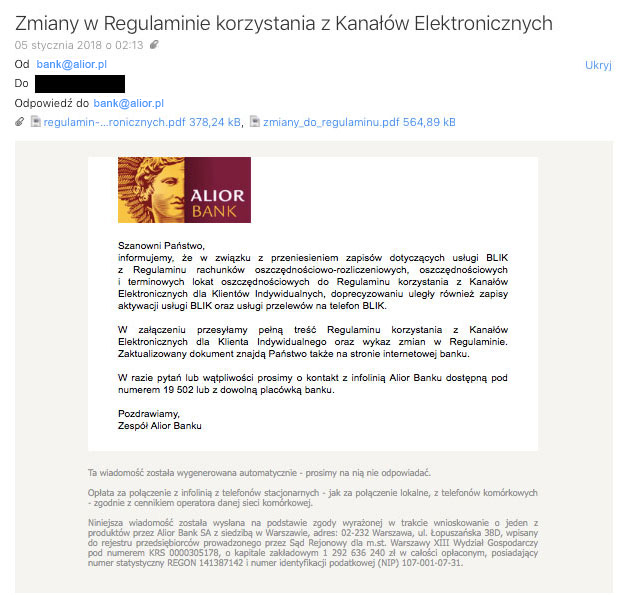 Zmiany w Regulaminie korzystania z Kanałów Elektronicznych
05 stycznia 2018 o 02:13
Od bank@alior.pl Ukryj
Do
Odpowiedź do bank@alior.pl
regulamin-...ronicznych.pdf 378,24 kB, zmiany_do_regulaminu.pdf 564,89 kB
ALIOR
BANK
Szanowni Państwo,
informujemy, że w związku z przeniesieniem zapisów dotyczących usługi BLIK
z Regulaminu rachunków oszczędnościowo-rozliczeniowych, oszczędnościowych
i terminowych lokat oszczędnościowych do Regulaminu korzystania z Kanałów
Elektronicznych dla Klientów Indywidualnych, doprecyzowaniu uległy również zapisy
aktywacji usługi BLIK oraz usługi przelewów na telefon BLIK.
W załączeniu przesyłamy pełną treść Regulaminu korzystania z Kanałów
Elektronicznych dla Klienta Indywidualnego oraz wykaz zmian w Regulaminie.
Zaktualizowany dokument znajdą Państwo także na stronie internetowej banku.
W razie pytań lub wątpliwości prosimy o kontakt z infolinią Alior Banku dostępną pod
numerem 19 502 lub z dowolną placówką banku.
Pozdrawiamy,
Zespół Alior Banku
Ta wiadomość została wygenerowana automatycznie - prosimy na nią nie odpowiadać.
Opłata za połączenie z infolinią z telefonów stacjonarnych - jak za połączenie lokalne, z telefonów komórkowych
- zgodnie z cennikiem operatora danej sieci komórkowej.
Niniejsza wiadomość została wysłana na podstawie zgody wyrażonej w trakcie wnioskowanie o jeden z
produktów przez Alior Bank SA z siedzibą w Warszawie, adres: 02-232 Warszawa, ul. Łopuszańska 38D, wpisany
do rejestru przedsiębiorców prowadzonego przez Sąd Rejonowy dla m.st. Warszawy XIII Wydział Gospodarczy
pod numerem KRS 0000305178, o kapitale zakładowym 1 292 636 240 zł w całości opłaconym, posiadający
numer statystyczny REGON 141387142 i numer identyfikacji podatkowej (NIP) 107-001-07-31.